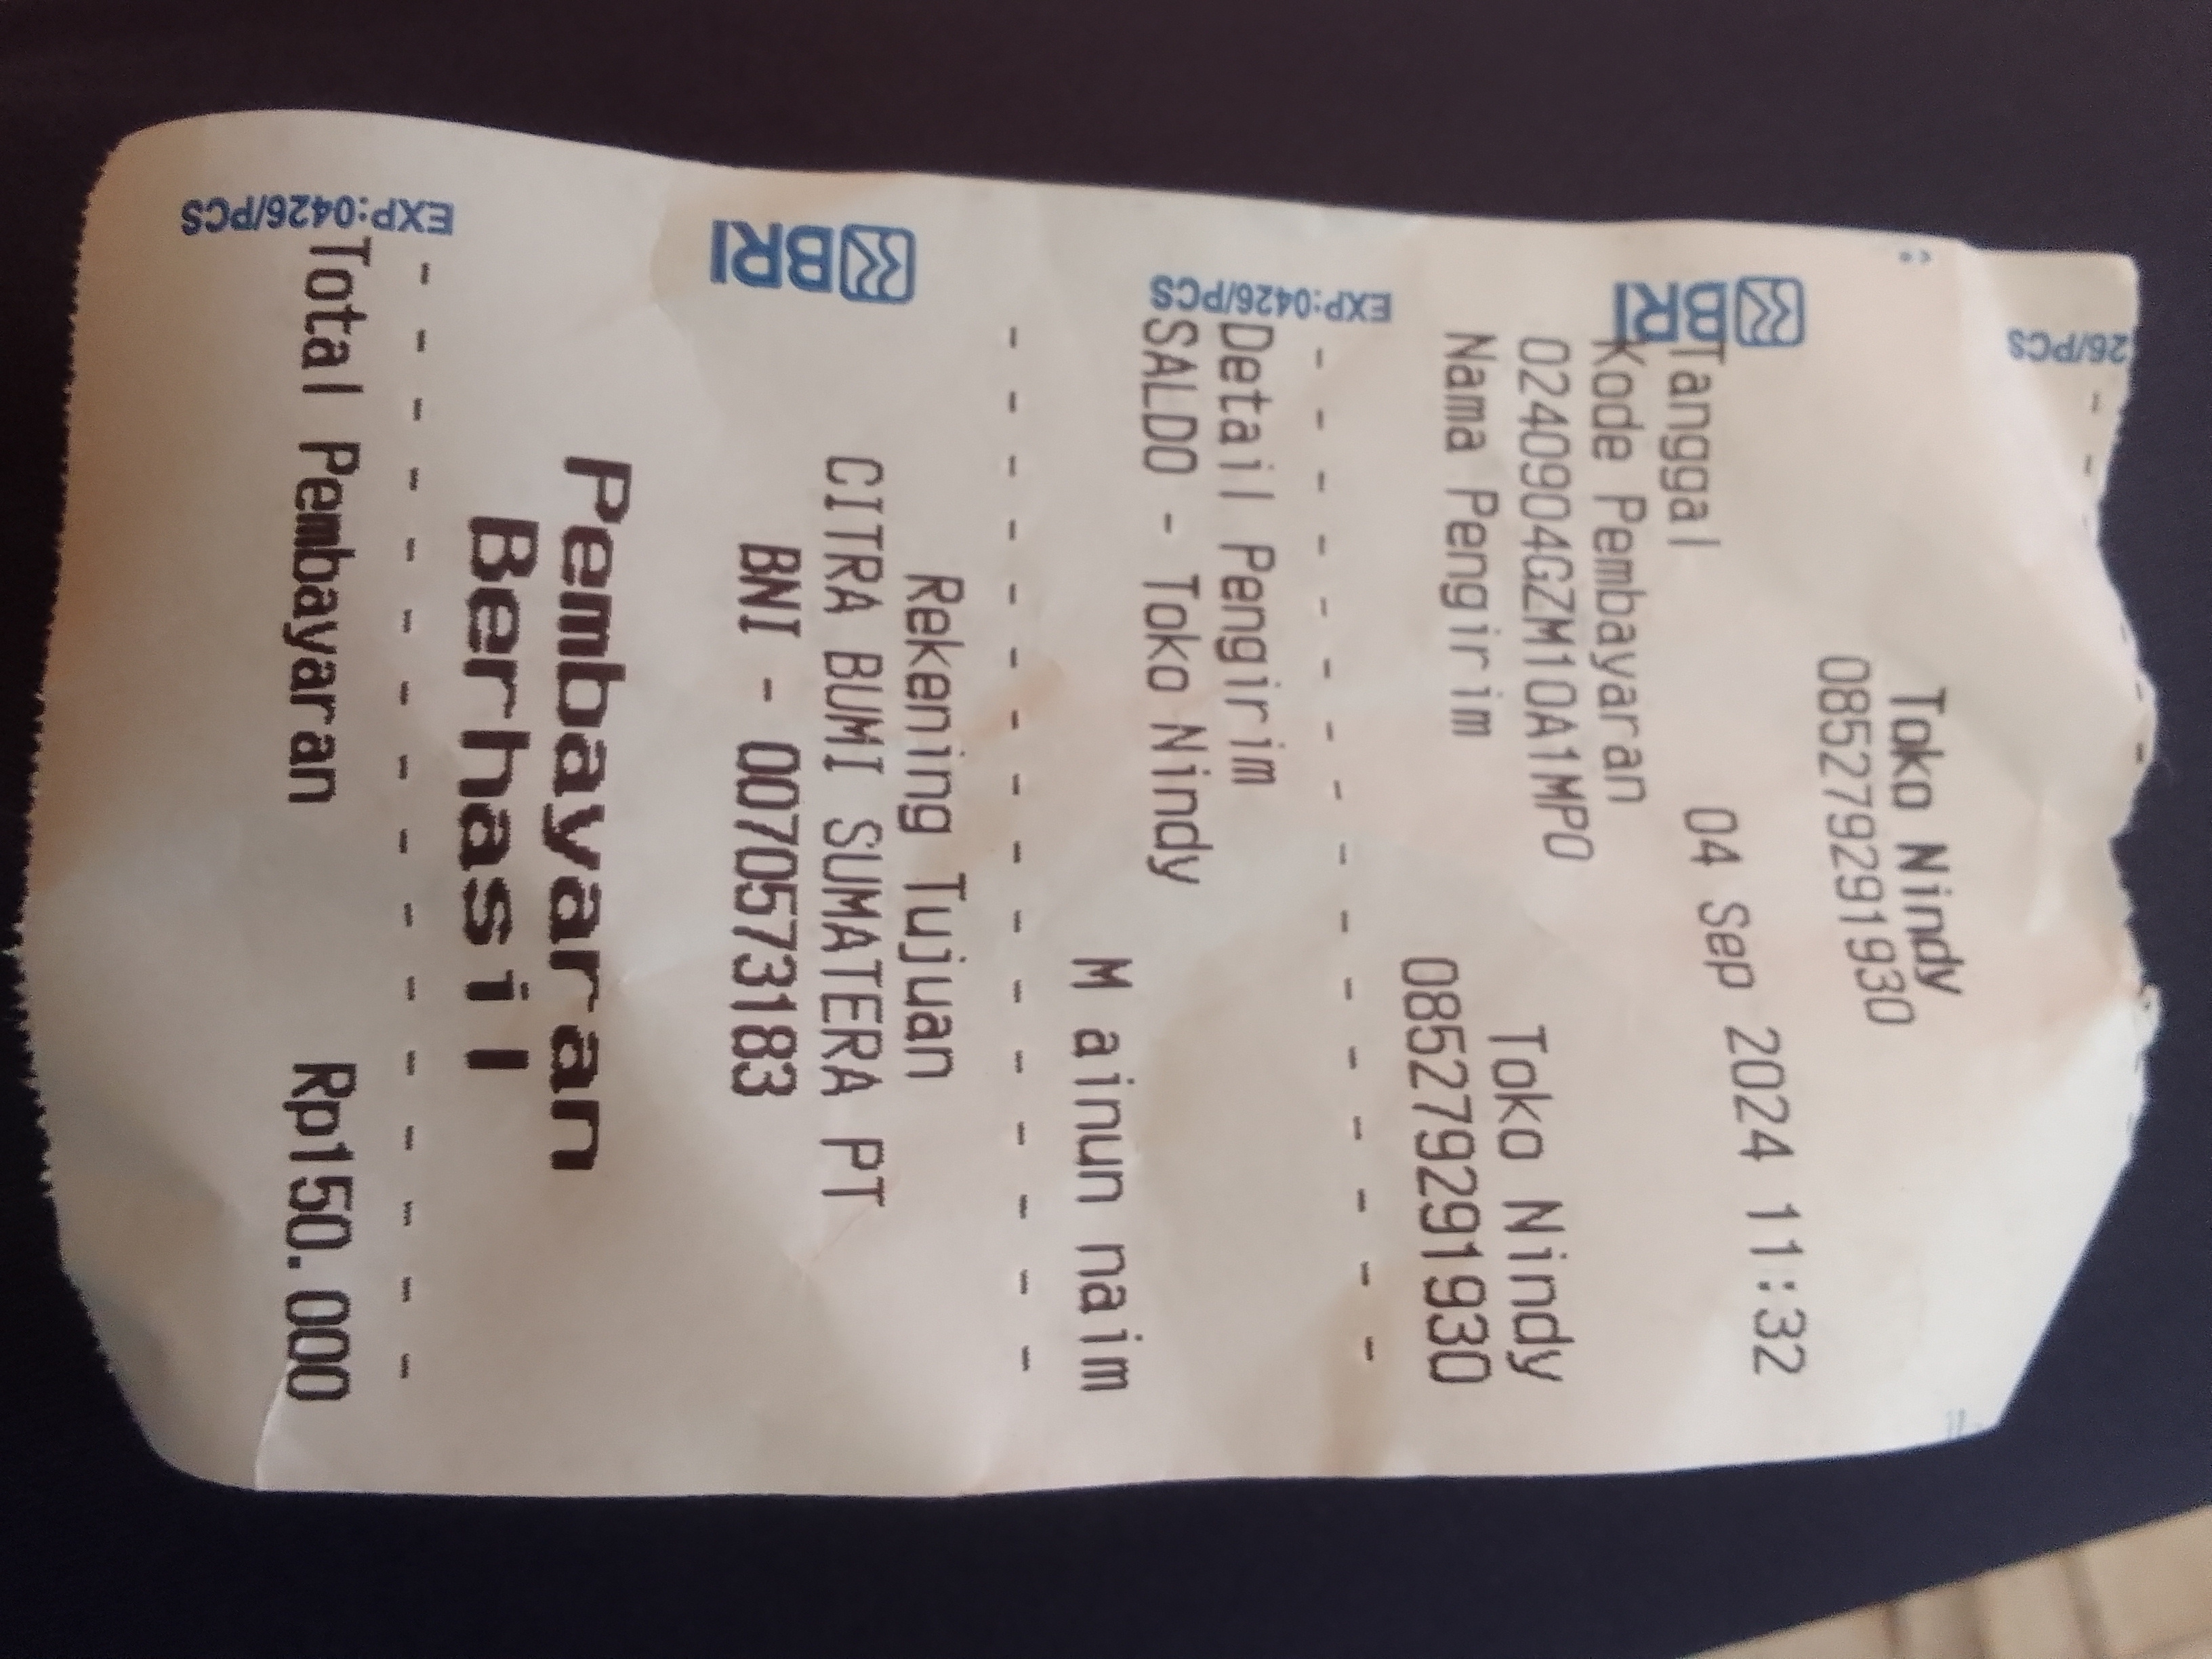 26/PCS
Toko Nindy
085279291930
BRI
Tanggal 04 Sep 2024 11:32
Kode Pembayaran
0240904GZM10A1MPO
Nama Pengirim Toko Nindy
085279291930
EXP:0426/PCS
Detail Pengirim
SALDO - Toko Nindy
M ainun naim
Rekening Tujuan
BRI
CITRA BUMI SUMATERA PT
BNI - 00700573183
Pembayaran
Berhasil
EXP:0426/PCS
Total Pembayaran Rp150.000